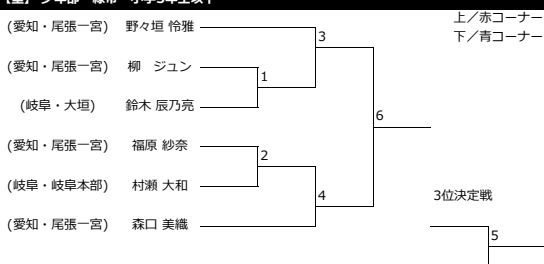 上／赤コーナー
下／青コーナー
(愛知・尾張一宮) 野々垣 怜雅
3
(愛知・尾張一宮) 柳 ジュン
1
(岐阜・大垣) 鈴木 辰乃亮
6
(愛知・尾張一宮) 福原 紗奈
2
(岐阜・岐阜本部) 村瀬 大和
4
3位決定戦
(愛知・尾張一宮) 森口 美織
5